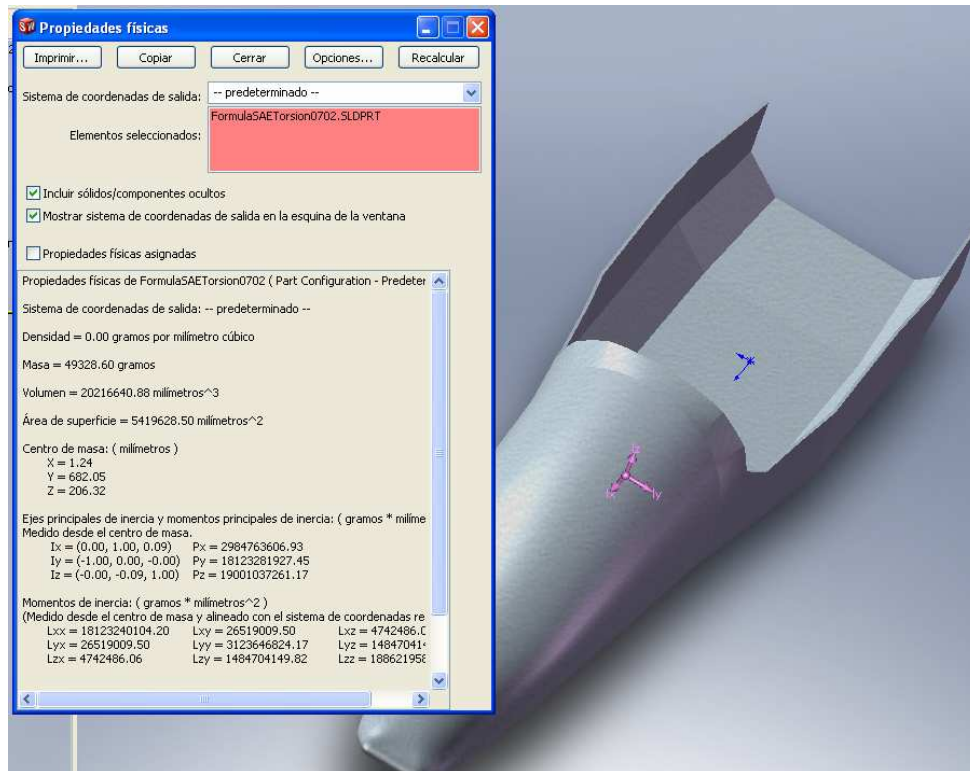 Propiedades físicas
Imprimir... Copiar Cerrar Opciones... Recalcular
Sistema de coordenadas de salida: -- predeterminado --
Elementos seleccionados: FormulaSAETorsion0702.SLDPRT
Incluir sólidos/componentes ocultos
Mostrar sistema de coordenadas de salida en la esquina de la ventana
Propiedades físicas asignadas
Propiedades físicas de FormulaSAETorsion0702 ( Part Configuration - Predeter
Sistema de coordenadas de salida: -- predeterminado --
Densidad = 0.00 gramos por milímetro cúbico
Masa = 49328.60 gramos
Volumen = 20216640.88 milímetros^3
Área de superficie = 5419628.50 milímetros^2
Centro de masa: ( milímetros )
X = 1.24
Y = 682.05
Z = 206.32
Ejes principales de inercia y momentos principales de inercia: ( gramos * milíme
Medido desde el centro de masa.
Ix = (0.00, 1.00, 0.09) Px = 2984763606.93
Iy = (-1.00, 0.00, -0.00) Py = 18123281927.45
Iz = (-0.00, -0.09, 1.00) Pz = 19001037261.17
Momentos de inercia: ( gramos * milímetros^2 )
(Medido desde el centro de masa y alineado con el sistema de coordenadas re
Lxx = 18123240104.20 Lxy = 26519009.50 Lxz = 4742486.0
Lyx = 26519009.50 Lyy = 3123646824.17 Lyz = 14847041
Lzx = 4742486.06 Lzy = 1484704149.82 Lzz = 188621958